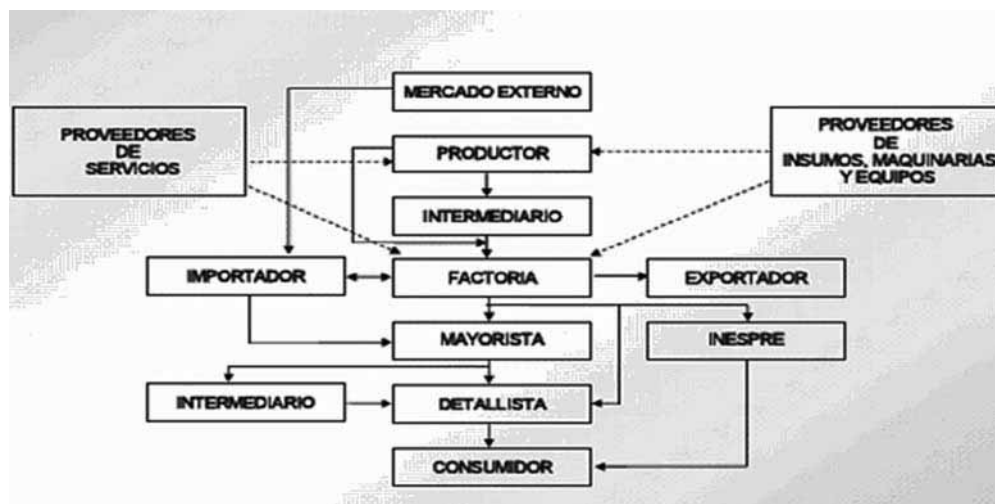 MERCADO EXTERNO
PROVEEDORES
DE
SERVICIOS
PROVEEDORES
DE
INSUMOS, MAQUINARIAS
Y EQUIPOS
PRODUCTOR
INTERMEDIARIO
IMPORTADOR
FACTORIA
EXPORTADOR
MAYORISTA
INESPRE
INTERMEDIARIO
DETALLISTA
CONSUMIDOR